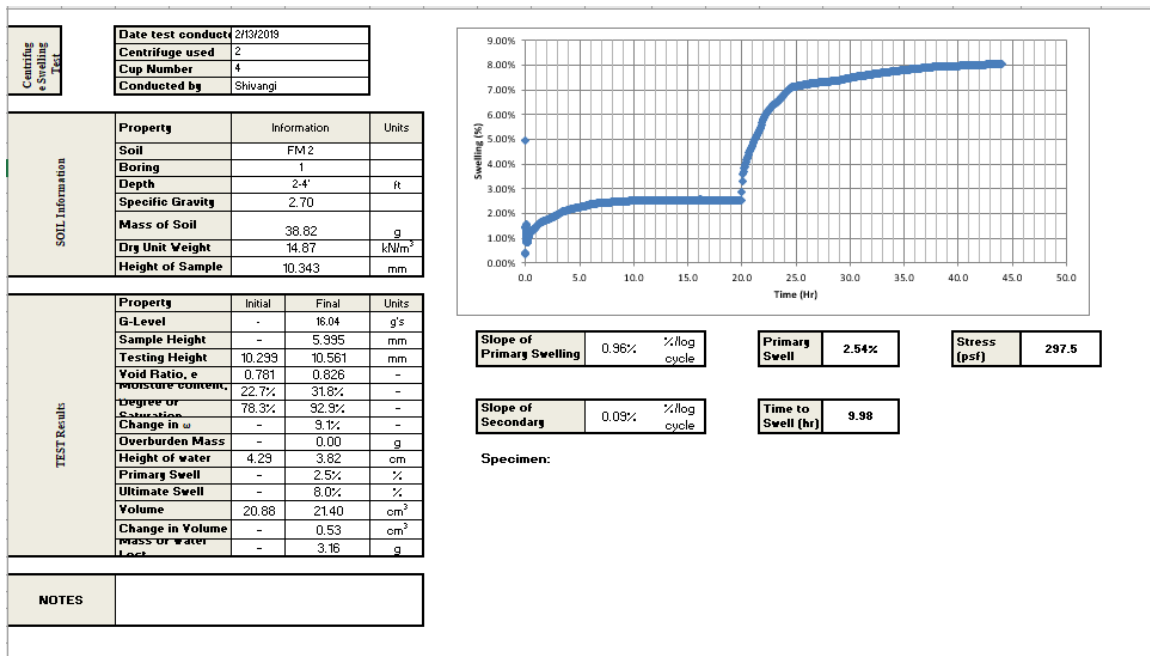 Centrifug
e Swelling
Test
Date test conducte 2/13/2019
Centrifuge used 2
Cup Number 4
Conducted by Shivangi
SOIL Information
Property Information Units
Soil FM 2
Boring 1
Depth 2-4' ft
Specific Gravity 2.70
Mass of Soil 38.82 g
Dry Unit Weight 14.87 kN/m³
Height of Sample 10.343 mm
TEST Results
Property Initial Final Units
G-Level - 16.04 g's
Sample Height - 5.995 mm
Testing Height 10.299 10.561 mm
Void Ratio, e 0.781 0.826 -
Moisture content, 22.7% 31.8% -
Degree of
Saturation 78.3% 92.9% -
Change in ω - 9.1% -
Overburden Mass - 0.00 g
Height of water 4.29 3.82 cm
Primary Swell - 2.5% %
Ultimate Swell - 8.0% %
Volume 20.88 21.40 cm³
Change in Volume - 0.53 cm³
Mass of water
Lost - 3.16 g
NOTES
9.00%
8.00%
7.00%
6.00%
5.00%
4.00%
3.00%
2.00%
1.00%
0.00%
Swelling (%)
0.0 5.0 10.0 15.0 20.0 25.0 30.0 35.0 40.0 45.0 50.0
Time (Hr)
Slope of
Primary Swelling 0.96% %/log
cycle
Primary
Swell 2.54%
Stress
(psf) 297.5
Slope of
Secondary 0.09% %/log
cycle
Time to
Swell (hr) 9.98
Specimen: